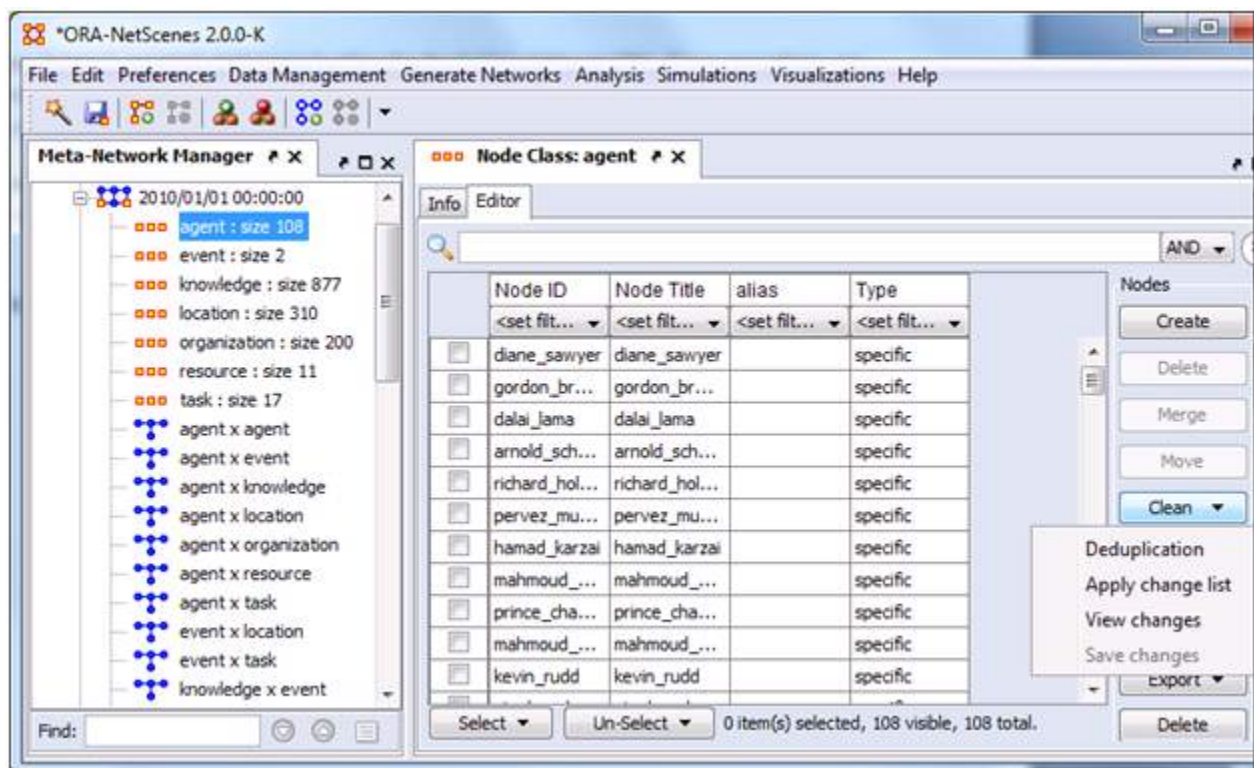 *ORA-NetScenes 2.0.0-K
File Edit Preferences Data Management Generate Networks Analysis Simulations Visualizations Help
Meta-Network Manager
2010/01/01 00:00:00
agent : size 108
event : size 2
knowledge : size 877
location : size 310
organization : size 200
resource : size 11
task : size 17
agent x agent
agent x event
agent x knowledge
agent x location
agent x organization
agent x resource
agent x task
event x location
event x task
knowledge x event
Find:
Node Class: agent
Info Editor
AND
Node ID Node Title alias Type
<set filt... <set filt... <set filt... <set filt...
diane_sawyer diane_sawyer specific
gordon_br... gordon_br... specific
dalai_lama dalai_lama specific
arnold_sch... arnold_sch... specific
richard_hol... richard_hol... specific
pervez_mu... pervez_mu... specific
hamad_karzai hamad_karzai specific
mahmoud_... mahmoud_... specific
prince_cha... prince_cha... specific
mahmoud_... mahmoud_... specific
kevin_rudd kevin_rudd specific
Select Un-Select 0 item(s) selected, 108 visible, 108 total.
Nodes
Create
Delete
Merge
Move
Clean
Deduplication
Apply change list
View changes
Save changes
Export
Delete